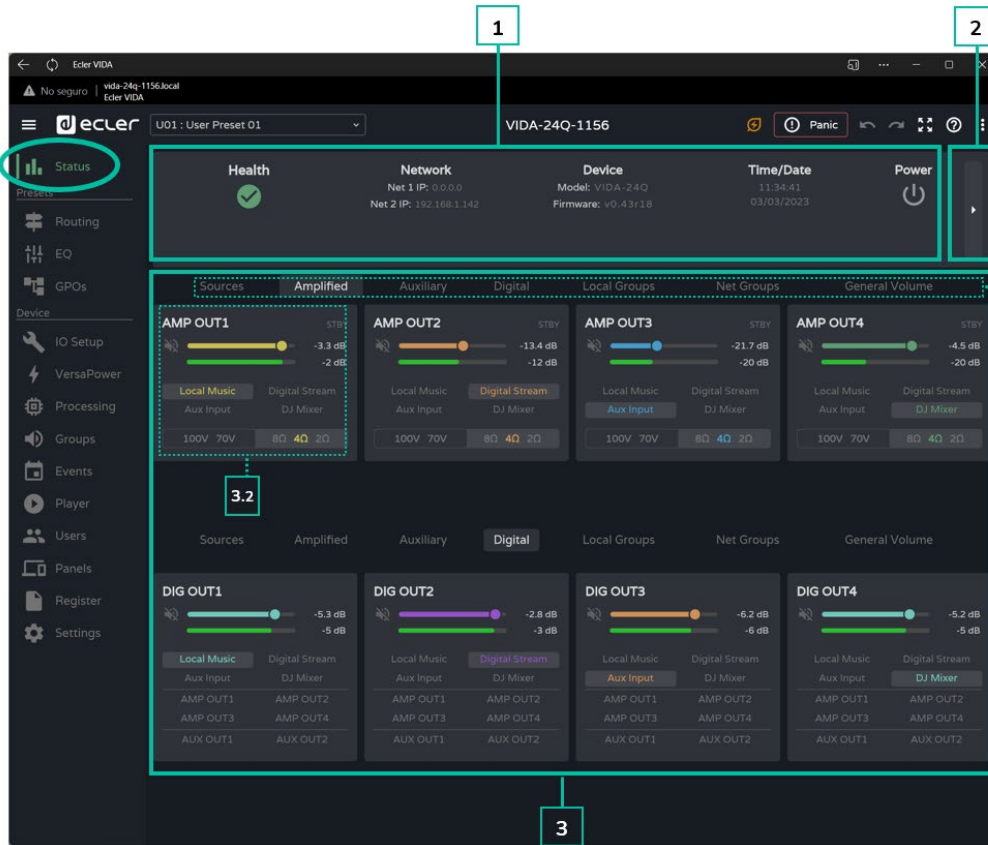 1
2
Ecler VIDA
No seguro
vida-24q-1156.local
Ecler VIDA
ecler
U01 : User Preset 01
VIDA-24Q-1156
Panic
Status
Presets
Routing
EQ
GPOs
Device
IO Setup
VersaPower
Processing
Groups
Events
Player
Users
Panels
Register
Settings
Health
Network
Net 1 IP: 0.0.0.0
Net 2 IP: 192.168.1.142
Device
Model: VIDA-24Q
Firmware: v0.43r18
Time/Date
11:34:41
03/03/2023
Power
Sources Amplified Auxiliary Digital Local Groups Net Groups General Volume
AMP OUT1 STBY
-3.3 dB
-2 dB
Local Music Digital Stream
Aux Input DJ Mixer
100V 70V 8Ω 4Ω 2Ω
AMP OUT2 STBY
-13.4 dB
-12 dB
Local Music Digital Stream
Aux Input DJ Mixer
100V 70V 8Ω 4Ω 2Ω
AMP OUT3 STBY
-21.7 dB
-20 dB
Local Music Digital Stream
Aux Input DJ Mixer
100V 70V 8Ω 4Ω 2Ω
AMP OUT4 STBY
-4.5 dB
-20 dB
Local Music Digital Stream
Aux Input DJ Mixer
100V 70V 8Ω 4Ω 2Ω
3.2
Sources Amplified Auxiliary Digital Local Groups Net Groups General Volume
DIG OUT1
-5.3 dB
-5 dB
Local Music Digital Stream
Aux Input DJ Mixer
AMP OUT1 AMP OUT2
AMP OUT3 AMP OUT4
AUX OUT1 AUX OUT2
DIG OUT2
-2.8 dB
-3 dB
Local Music Digital Stream
Aux Input DJ Mixer
AMP OUT1 AMP OUT2
AMP OUT3 AMP OUT4
AUX OUT1 AUX OUT2
DIG OUT3
-6.2 dB
-6 dB
Local Music Digital Stream
Aux Input DJ Mixer
AMP OUT1 AMP OUT2
AMP OUT3 AMP OUT4
AUX OUT1 AUX OUT2
DIG OUT4
-5.2 dB
-5 dB
Local Music Digital Stream
Aux Input DJ Mixer
AMP OUT1 AMP OUT2
AMP OUT3 AMP OUT4
AUX OUT1 AUX OUT2
3